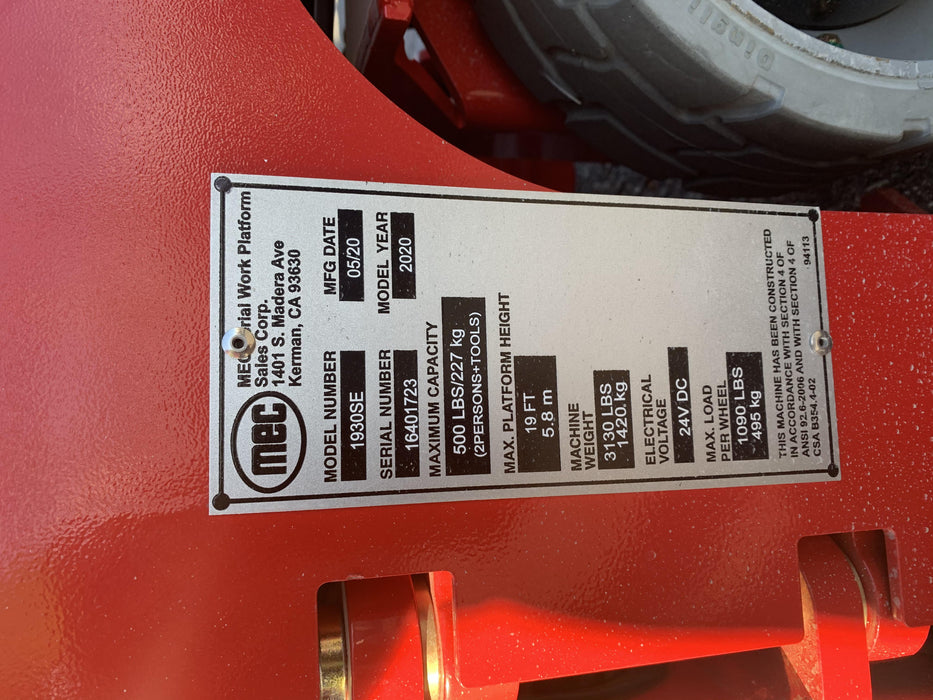 mec
MEC Aerial Work Platform
Sales Corp.
1401 S. Madera Ave
Kerman, CA 93630
MODEL NUMBER
1930SE
MFG DATE
05/20
SERIAL NUMBER
16401723
MODEL YEAR
2020
MAXIMUM CAPACITY
500 LBS/227 kg
(2PERSONS+TOOLS)
MAX. PLATFORM HEIGHT
19 FT
5.8 m
MACHINE
WEIGHT
3130 LBS
1420.kg
ELECTRICAL
VOLTAGE
24V DC
MAX. LOAD
PER WHEEL
1090 LBS
495 kg
THIS MACHINE HAS BEEN CONSTRUCTED
IN ACCORDANCE WITH SECTION 4 OF
ANSI 92.6-2006 AND WITH SECTION 4 OF
CSA B354.4-02
94113
Dingli